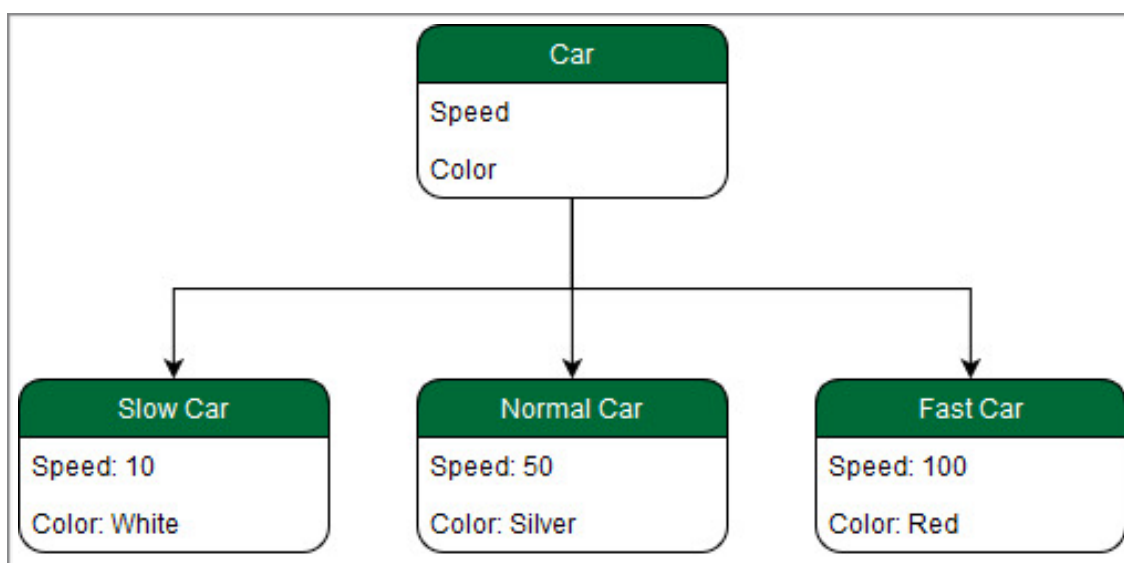 Car
Speed
Color
Slow Car
Speed: 10
Color: White
Normal Car
Speed: 50
Color: Silver
Fast Car
Speed: 100
Color: Red